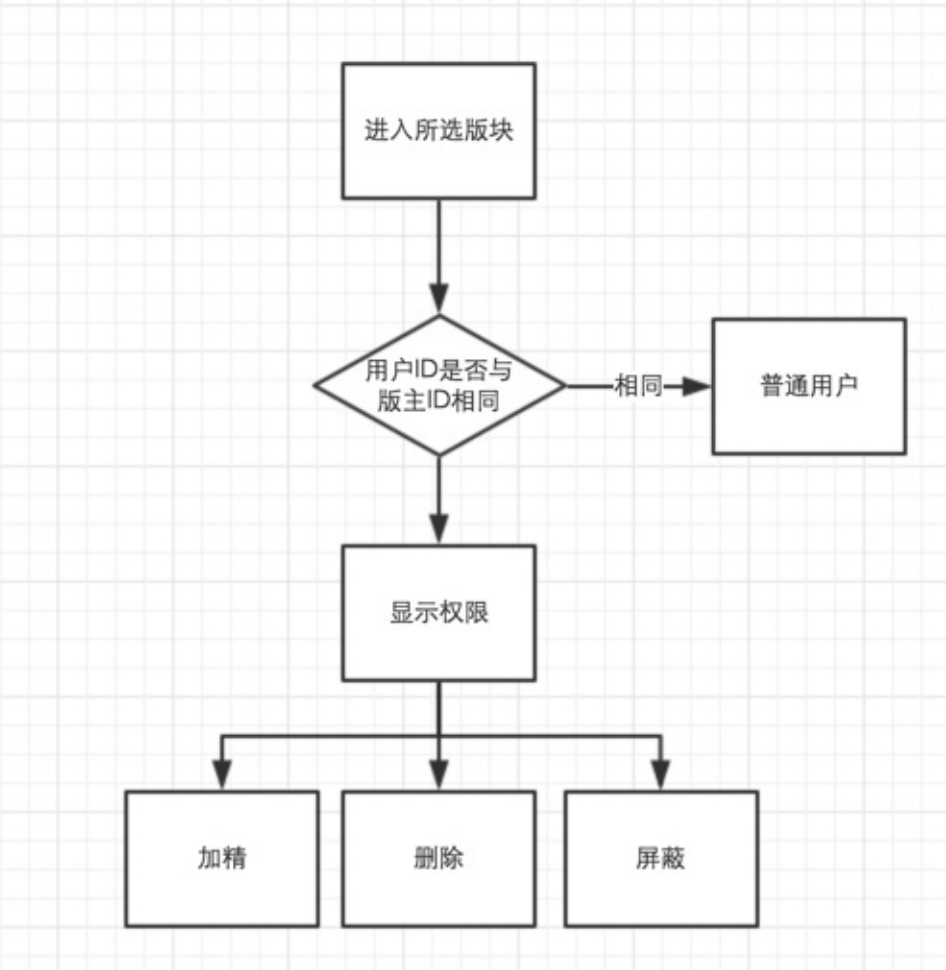 进入所选版块
用户ID是否与
版主ID相同
相同
普通用户
显示权限
加精
删除
屏蔽